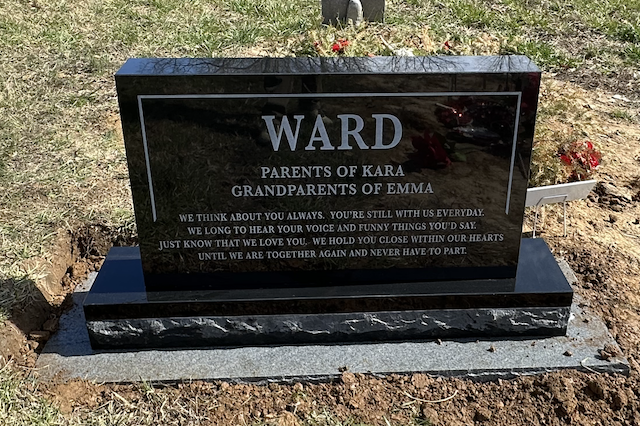 WARD
PARENTS OF KARA
GRANDPARENTS OF EMMA
WE THINK ABOUT YOU ALWAYS. YOU'RE STILL WITH US EVERYDAY.
WE LONG TO HEAR YOUR VOICE AND FUNNY THINGS YOU'D SAY.
JUST KNOW THAT WE LOVE YOU. WE HOLD YOU CLOSE WITHIN OUR HEARTS
UNTIL WE ARE TOGETHER AGAIN AND NEVER HAVE TO PART.